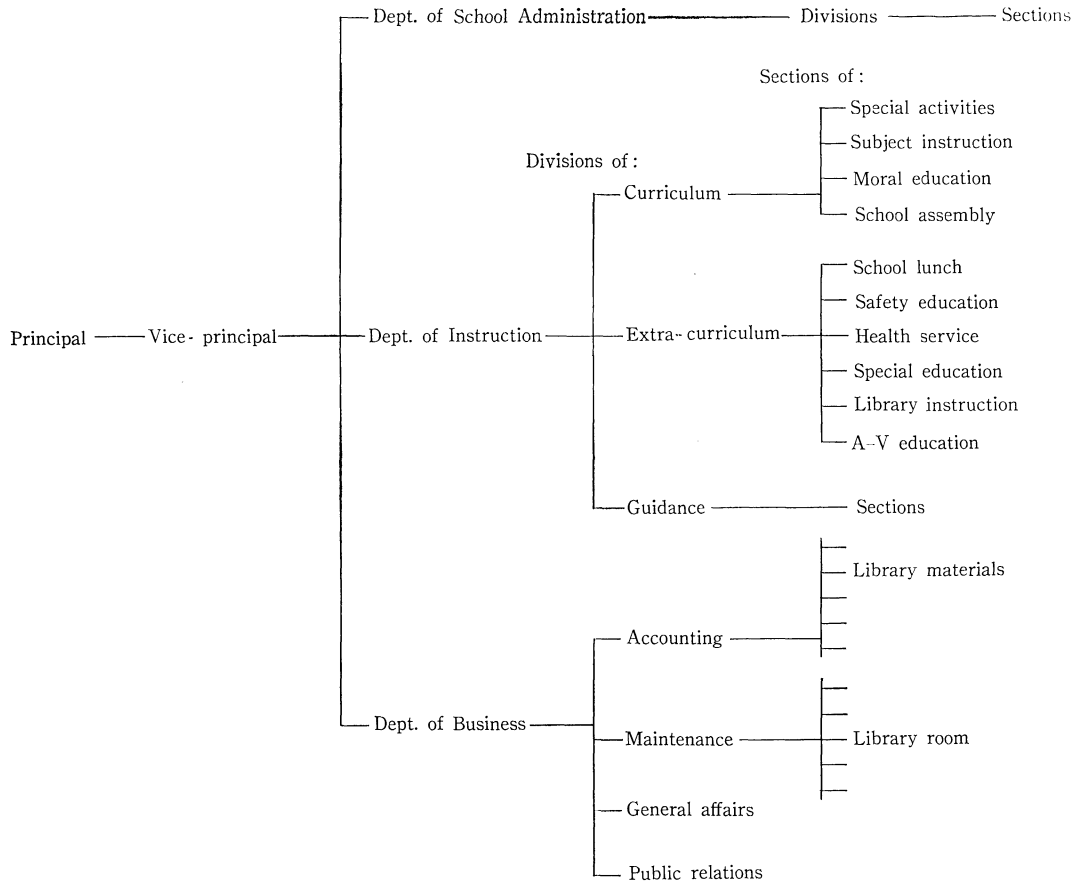 Dept. of School Administration Divisions Sections
Sections of :
Special activities
Subject instruction
Divisions of :
Moral education
Curriculum
School assembly
School lunch
Safety education
Principal Vice- principal Dept. of Instruction Extra-curriculum Health service
Special education
Library instruction
A-V education
Guidance Sections
Library materials
Accounting
Dept. of Business
Maintenance Library room
General affairs
Public relations